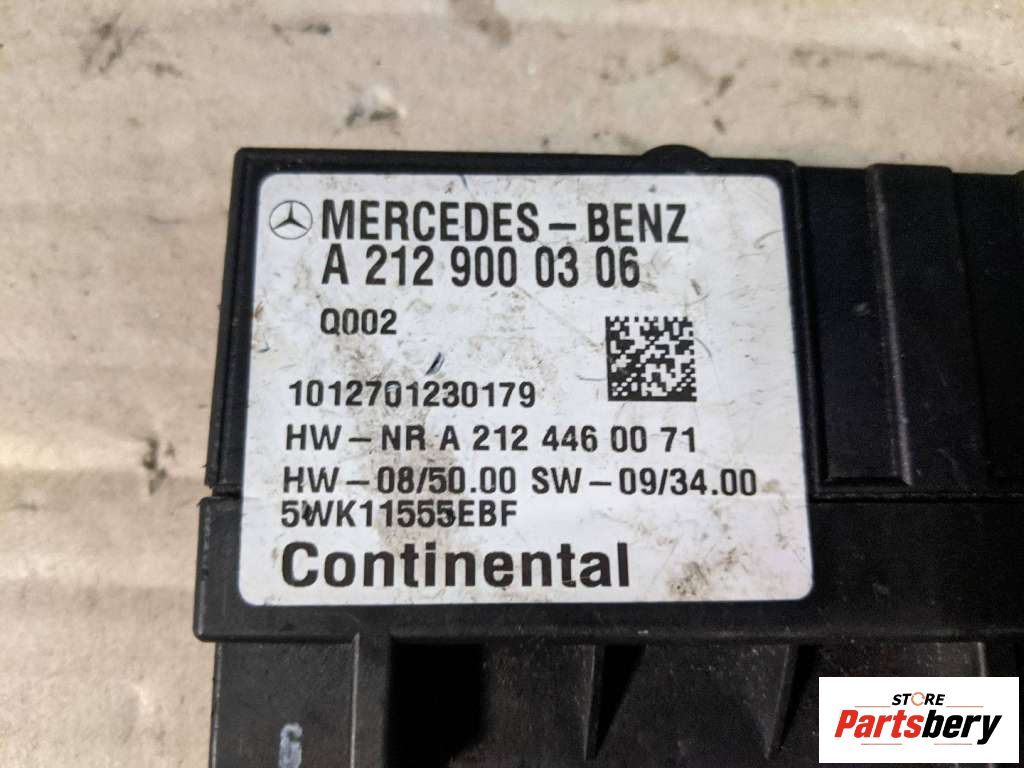 MERCEDES-BENZ
A 212 900 03 06
Q002
1012701230179
HW-NR A 212 446 00 71
HW-08/50.00 SW-09/34.00
5WK11555EBF
Continental
G
STORE
Partsbery